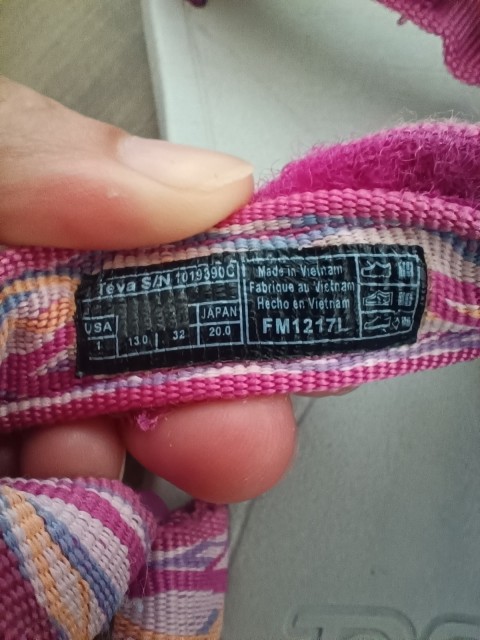 Teva S/N 1019390C
USA JAPAN
1 13.0 32 20.0
Made in Vietnam
Fabrique au Vietnam
Hecho en Vietnam
FM1217L